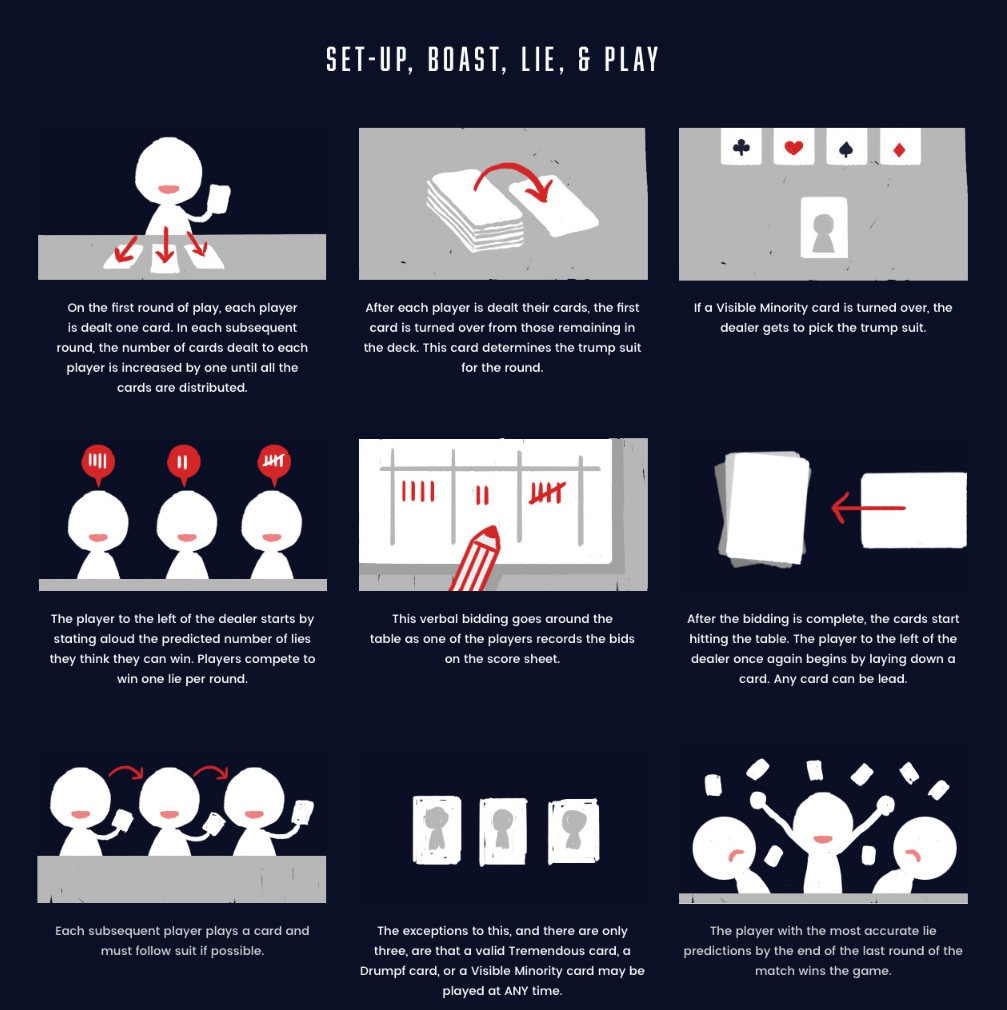 SET-UP, BOAST, LIE, & PLAY
On the first round of play, each player
is dealt one card. In each subsequent
round, the number of cards dealt to each
player is increased by one until all the
cards are distributed.
After each player is dealt their cards, the first
card is turned over from those remaining in
the deck. This card determines the trump suit
for the round.
If a Visible Minority card is turned over, the
dealer gets to pick the trump suit.
The player to the left of the dealer starts by
stating aloud the predicted number of lies
they think they can win. Players compete to
win one lie per round.
This verbal bidding goes around the
table as one of the players records the bids
on the score sheet.
After the bidding is complete, the cards start
hitting the table. The player to the left of the
dealer once again begins by laying down a
card. Any card can be lead.
Each subsequent player plays a card and
must follow suit if possible.
The exceptions to this, and there are only
three, are that a valid Tremendous card, a
Drumpf card, or a Visible Minority card may be
played at ANY time.
The player with the most accurate lie
predictions by the end of the last round of the
match wins the game.